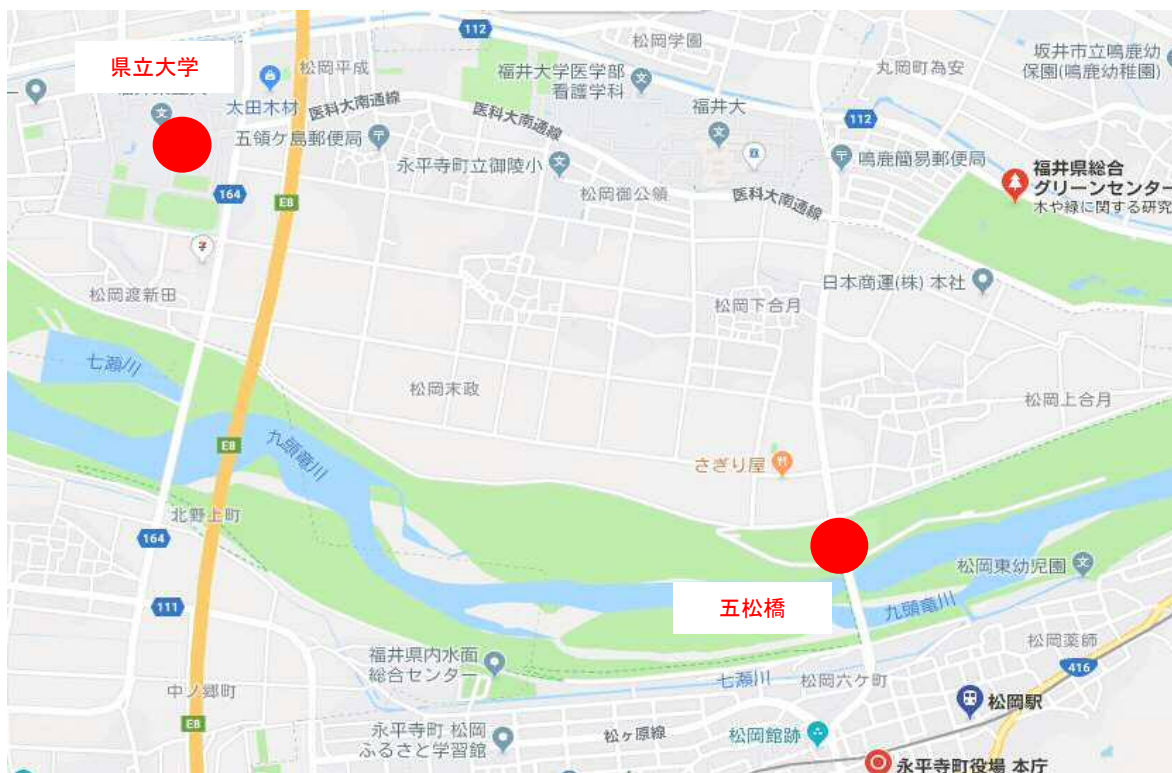 112
松岡学園
坂井市立鳴鹿幼
保園(鳴鹿幼稚園)
県立大学
松岡平成
福井大学医学部
看護学科
丸岡町為安
太田木材
医科大南通線
医科大南通線
福井大
112
五領ケ島郵便局
永平寺町立御陵小
鳴鹿簡易郵便局
福井県総合
グリーンセンター
木や緑に関する研究
164
E8
松岡御公領
医科大南通線
日本商運(株) 本社
松岡渡新田
松岡下合月
七瀬川
松岡末政
松岡上合月
E8
九頭竜川
さぎり屋
北野上町
164
松岡東幼児園
111
五松橋
九頭竜川
松岡薬師
福井県内水面
総合センター
416
中ノ郷町
七瀬川
松岡六ケ町
松岡駅
E8
永平寺町 松岡
ふるさと学習館
松ヶ原線
松岡館跡
永平寺町役場 本庁